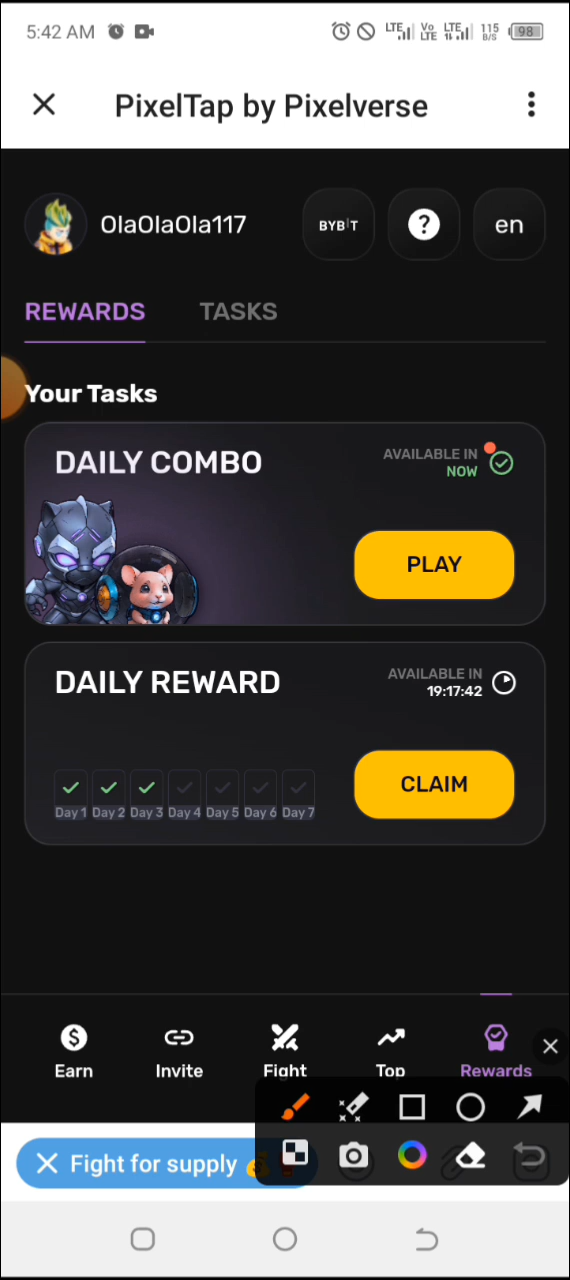 5:42 AM LTE Vo LTE LTE 115 B/S 98
PixelTap by Pixelverse
OlaOlaOla117 BYBIT ? en
REWARDS TASKS
Your Tasks
DAILY COMBO
AVAILABLE IN
NOW
PLAY
DAILY REWARD
AVAILABLE IN
19:17:42
Day 1 Day 2 Day 3 Day 4 Day 5 Day 6 Day 7
CLAIM
Earn Invite Fight Top Rewards
Fight for supply